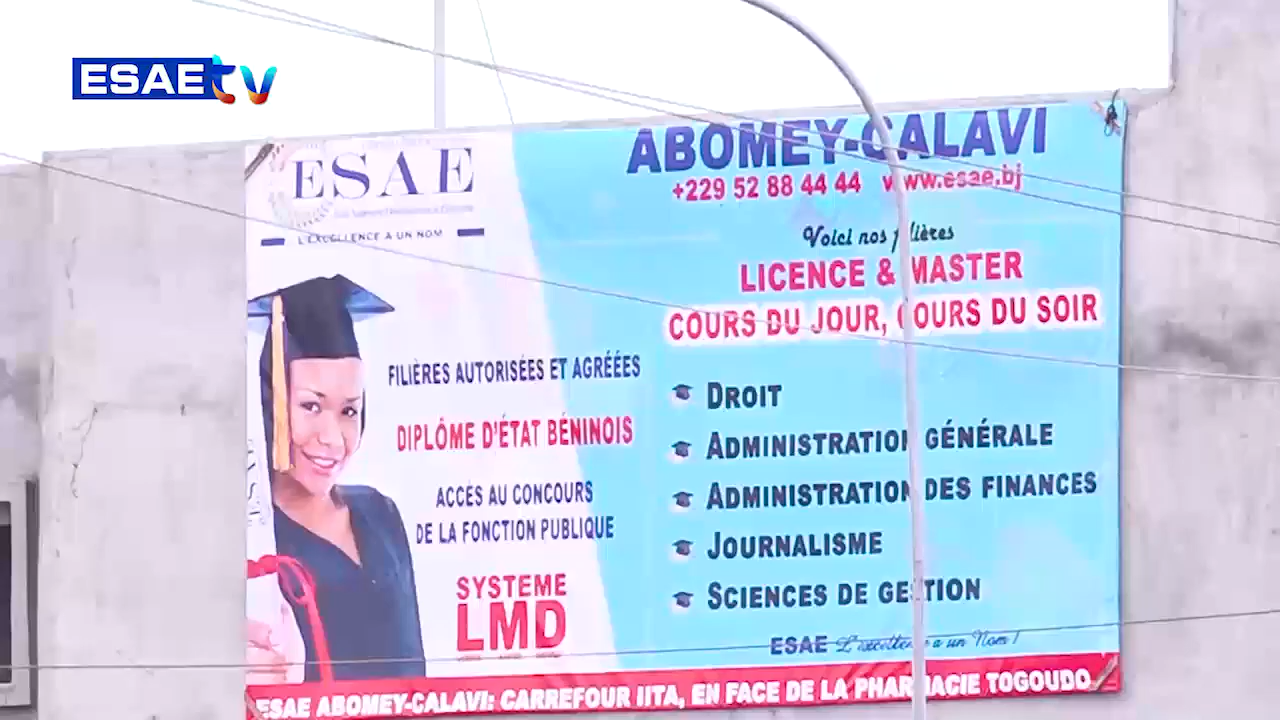 ESAE tv
ESAE
L'EXCELLENCE A UN NOM
FILIÈRES AUTORISÉES ET AGRÉÉES
DIPLÔME D'ÉTAT BÉNINOIS
ACCÈS AU CONCOURS
DE LA FONCTION PUBLIQUE
SYSTEME
LMD
ABOMEY-CALAVI
+229 52 88 44 44 www.esae.bj
Voici nos filières
LICENCE & MASTER
COURS DU JOUR, COURS DU SOIR
DROIT
ADMINISTRATION GÉNÉRALE
ADMINISTRATION DES FINANCES
JOURNALISME
SCIENCES DE GESTION
ESAE L'excellence a un Nom !
ESAE ABOMEY-CALAVI: CARREFOUR IITA, EN FACE DE LA PHARMACIE TOGOUDO